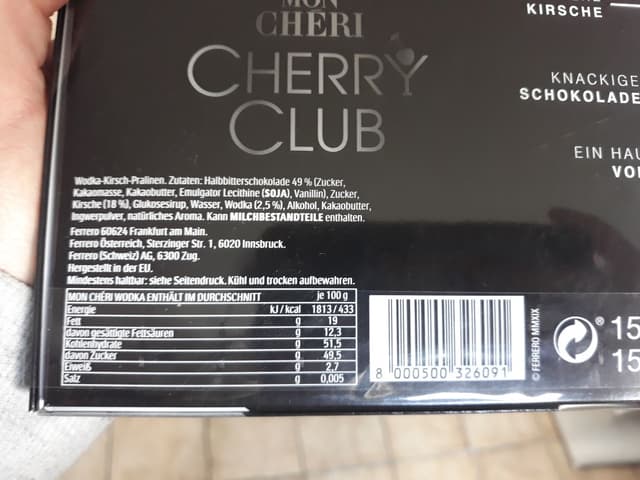 MON
CHÉRI
CHERRY
CLUB
KIRSCHE
KNACKIGE
SCHOKOLADE
EIN HAU
VO
Wodka-Kirsch-Pralinen. Zutaten: Halbbitterschokolade 49 % (Zucker,
Kakaomasse, Kakaobutter, Emulgator Lecithine (SOJA), Vanillin), Zucker,
Kirsche (18 %), Glukosesirup, Wasser, Wodka (2,5 %), Alkohol, Kakaobutter,
Ingwerpulver, natürliches Aroma. Kann MILCHBESTANDTEILE enthalten.
Ferrero 60624 Frankfurt am Main.
Ferrero Österreich, Sterzinger Str. 1, 6020 Innsbruck.
Ferrero (Schweiz) AG, 6300 Zug.
Hergestellt in der EU.
Mindestens haltbar: siehe Seitendruck. Kühl und trocken aufbewahren.
MON CHÉRI WODKA ENTHÄLT IM DURCHSCHNITT je 100 g
Energie kJ / kcal 1813 / 433
Fett g 19
davon gesättigte Fettsäuren g 12,3
Kohlenhydrate g 51,5
davon Zucker g 49,5
Eiweiß g 2,7
Salz g 0,005
8 000500 326091
© FERRERO MMXIX
®
15
15